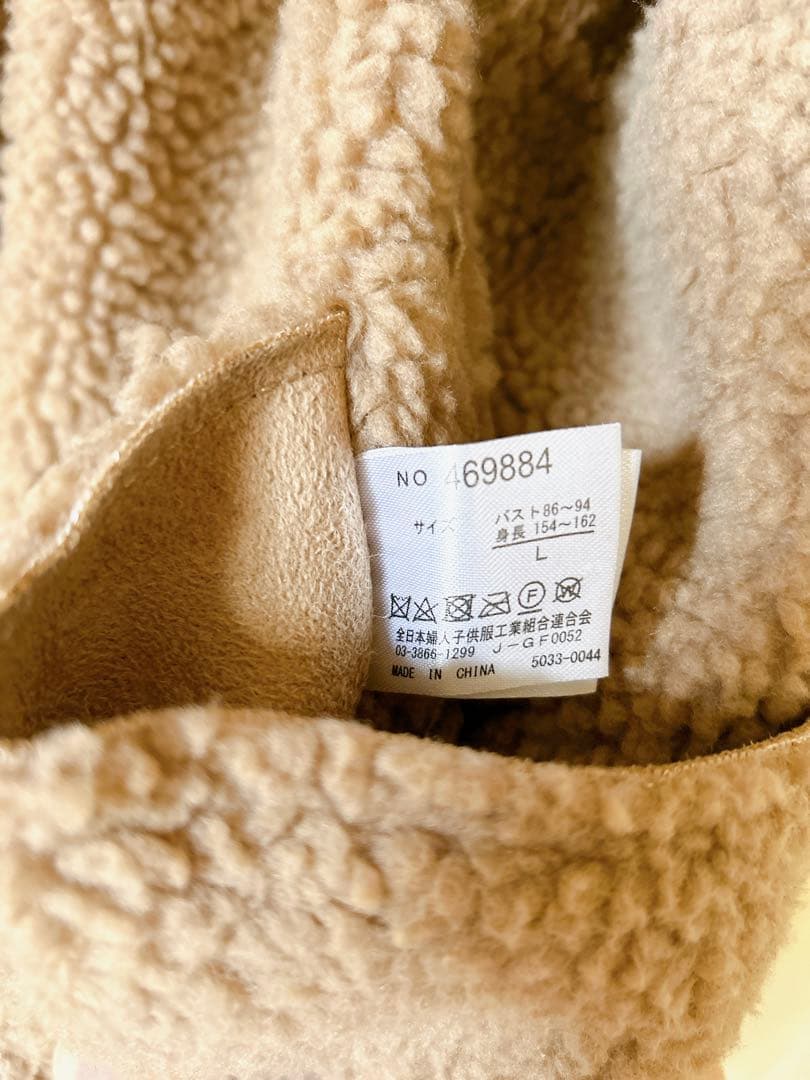 NO 469884
サイズ
バスト86～94
身長 154～162
L
F W
全日本婦人子供服工業組合連合会
03-3866-1299 J-GF0052
MADE IN CHINA 5033-0044